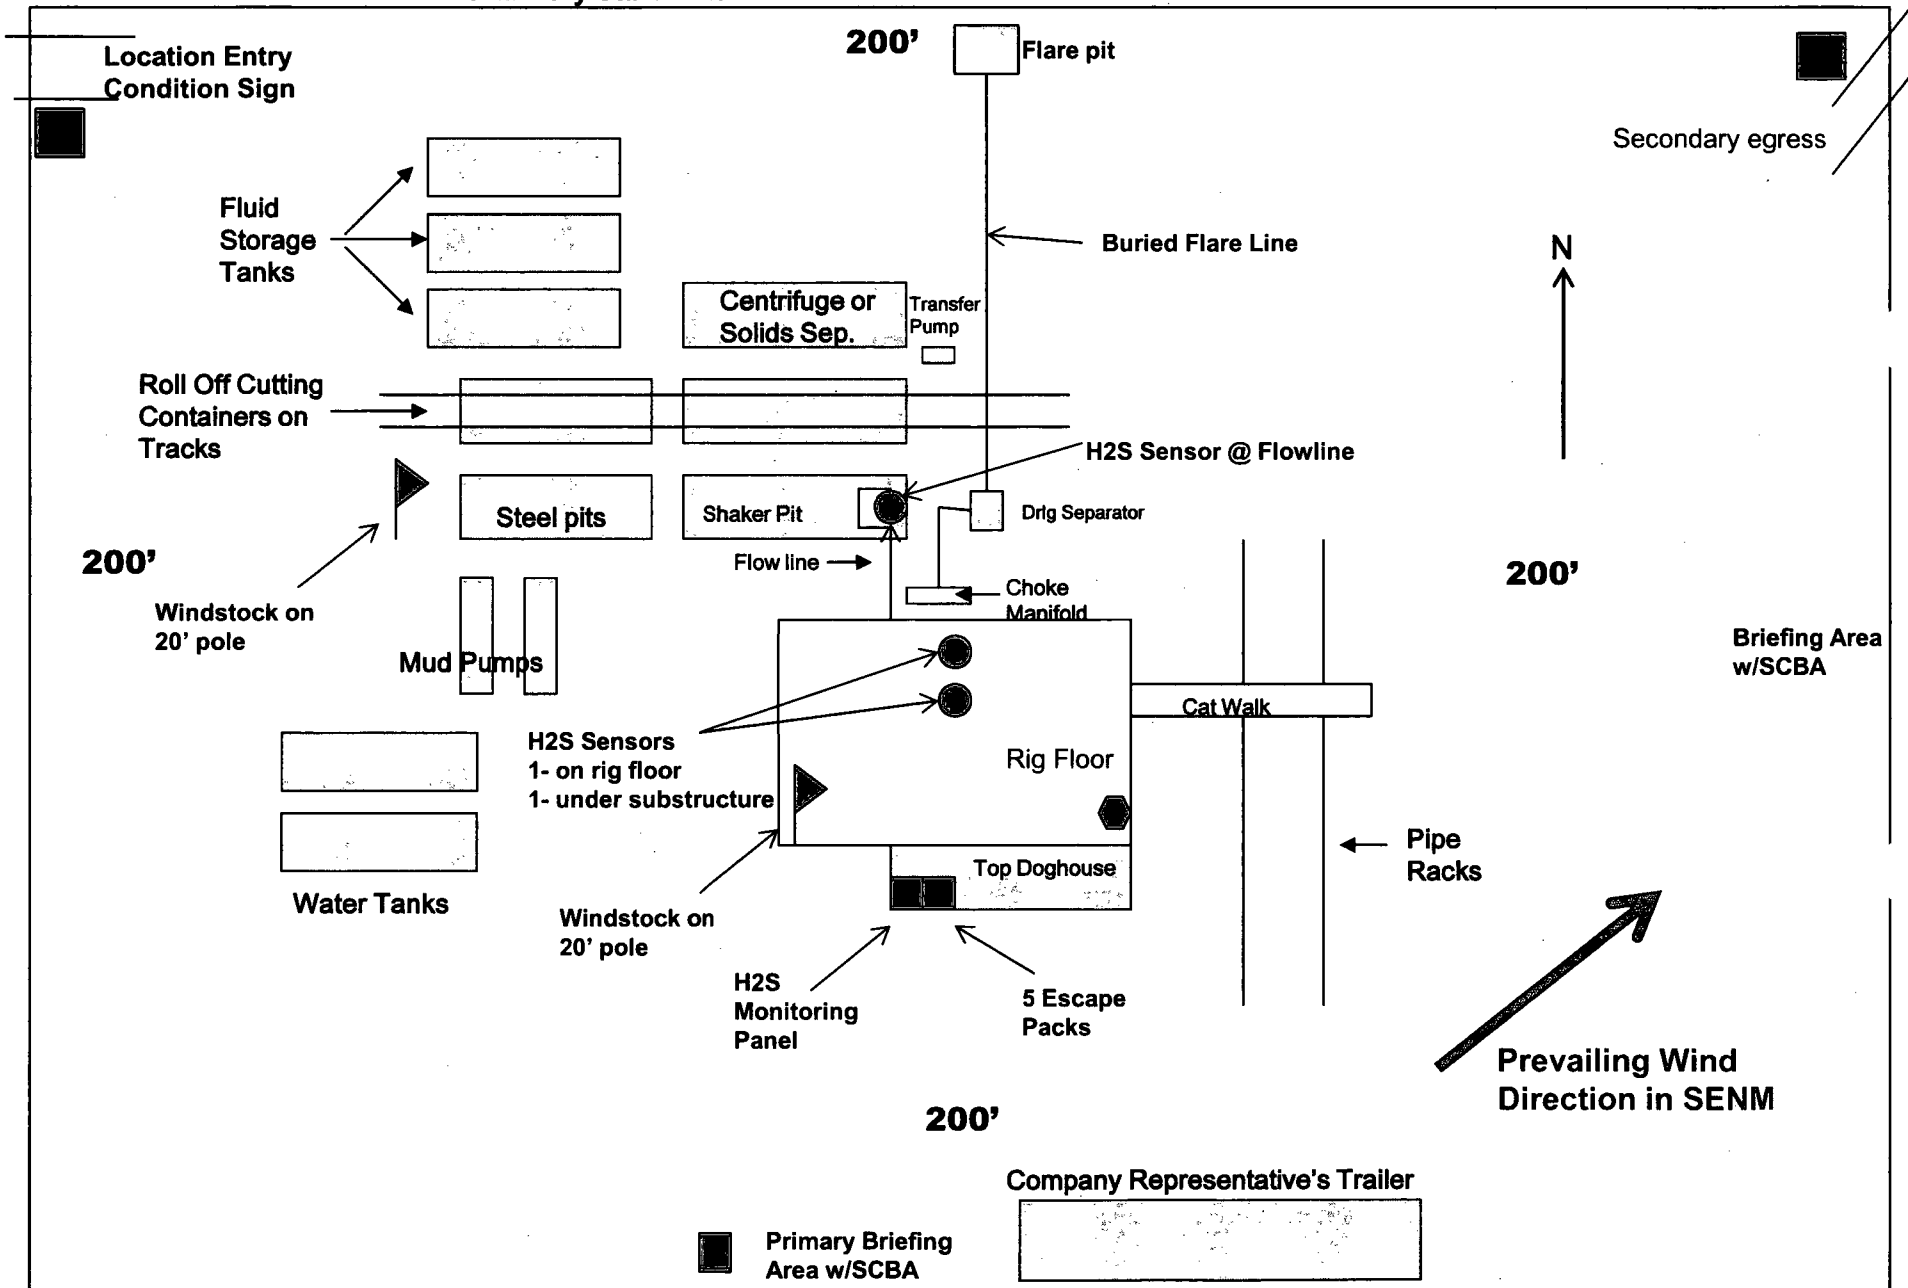 200'
Flare pit
Location Entry
Condition Sign
Secondary egress
Fluid
Storage
Tanks
Buried Flare Line
N
Centrifuge or
Solids Sep.
Transfer
Pump
Roll Off Cutting
Containers on
Tracks
H2S Sensor @ Flowline
Steel pits
Shaker Pit
Drlg Separator
200'
Flow line
200'
Choke
Manifold
Windstock on
20' pole
Mud Pumps
Briefing Area
w/SCBA
Cat Walk
H2S Sensors
1- on rig floor
1- under substructure
Rig Floor
Pipe
Racks
Top Doghouse
Water Tanks
Windstock on
20' pole
H2S
Monitoring
Panel
5 Escape
Packs
Prevailing Wind
Direction in SENM
200'
Company Representative's Trailer
Primary Briefing
Area w/SCBA